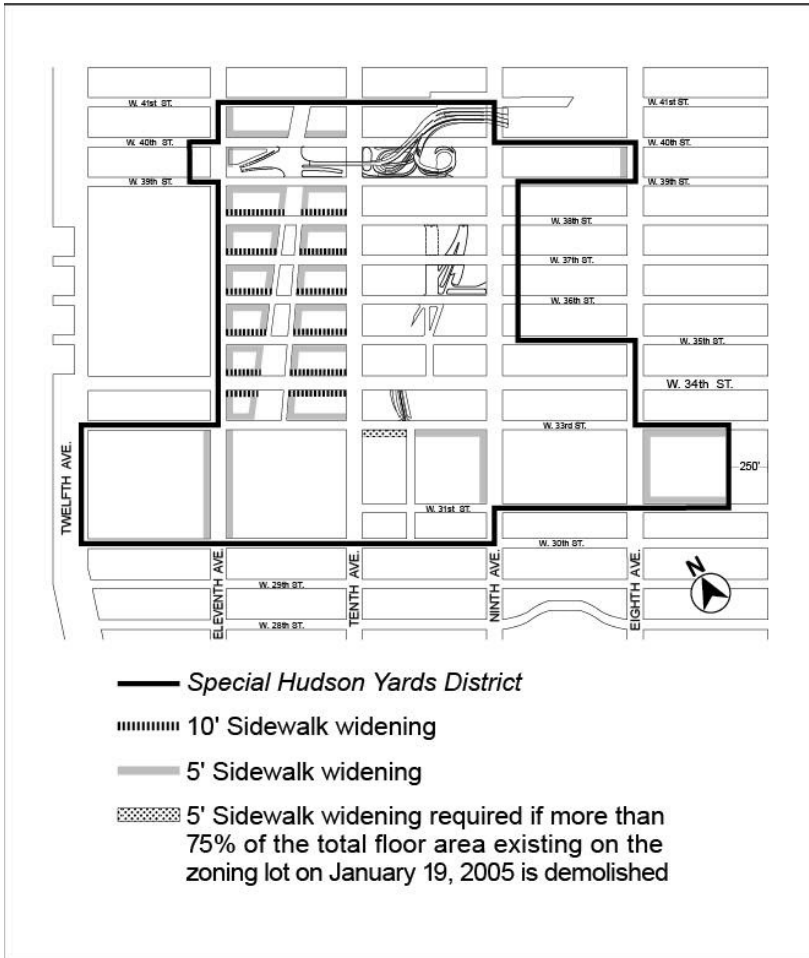 W. 41st ST.
W. 41st ST.
W. 40th ST.
W. 40th ST.
W. 39th ST.
W. 39th ST.
W. 38th ST.
W. 37th ST.
W. 36th ST.
W. 35th ST.
W. 34th ST.
W. 33rd ST.
250'
TWELFTH AVE.
W. 31st ST.
W. 30th ST.
ELEVENTH AVE.
TENTH AVE.
NINTH AVE.
EIGHTH AVE.
N
W. 29th ST.
W. 28th ST.
Special Hudson Yards District
10' Sidewalk widening
5' Sidewalk widening
5' Sidewalk widening required if more than
75% of the total floor area existing on the
zoning lot on January 19, 2005 is demolished